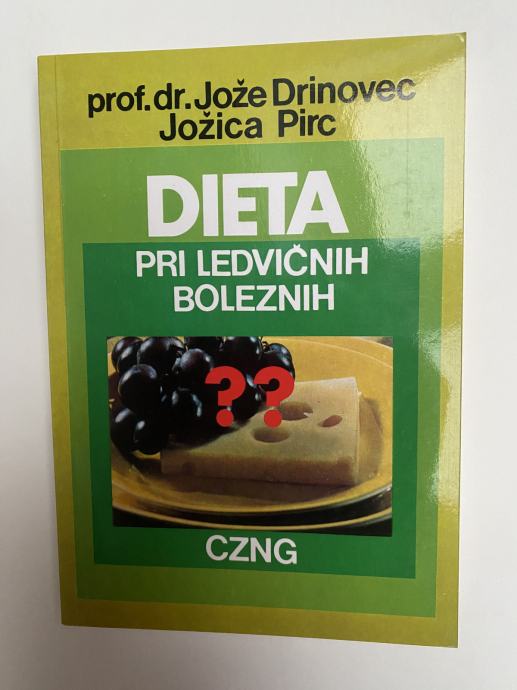 prof. dr. Jože Drinovec
Jožica Pirc
DIETA
PRI LEDVIČNIH
BOLEZNIH
??
CZNG